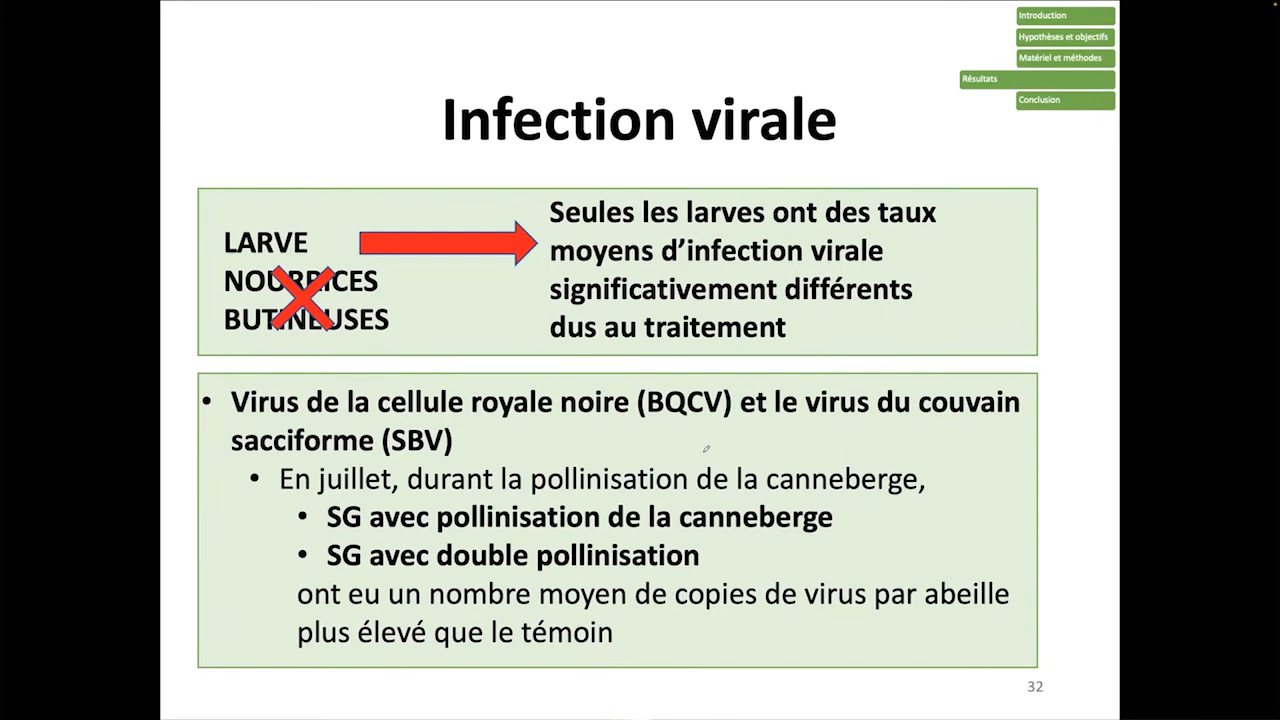 Introduction
Hypothèses et objectifs
Matériel et méthodes
Résultats
Conclusion
Infection virale
LARVE
NOURRICES
BUTINEUSES
Seules les larves ont des taux
moyens d’infection virale
significativement différents
dus au traitement
• Virus de la cellule royale noire (BQCV) et le virus du couvain
sacciforme (SBV)
• En juillet, durant la pollinisation de la canneberge,
• SG avec pollinisation de la canneberge
• SG avec double pollinisation
ont eu un nombre moyen de copies de virus par abeille
plus élevé que le témoin
32